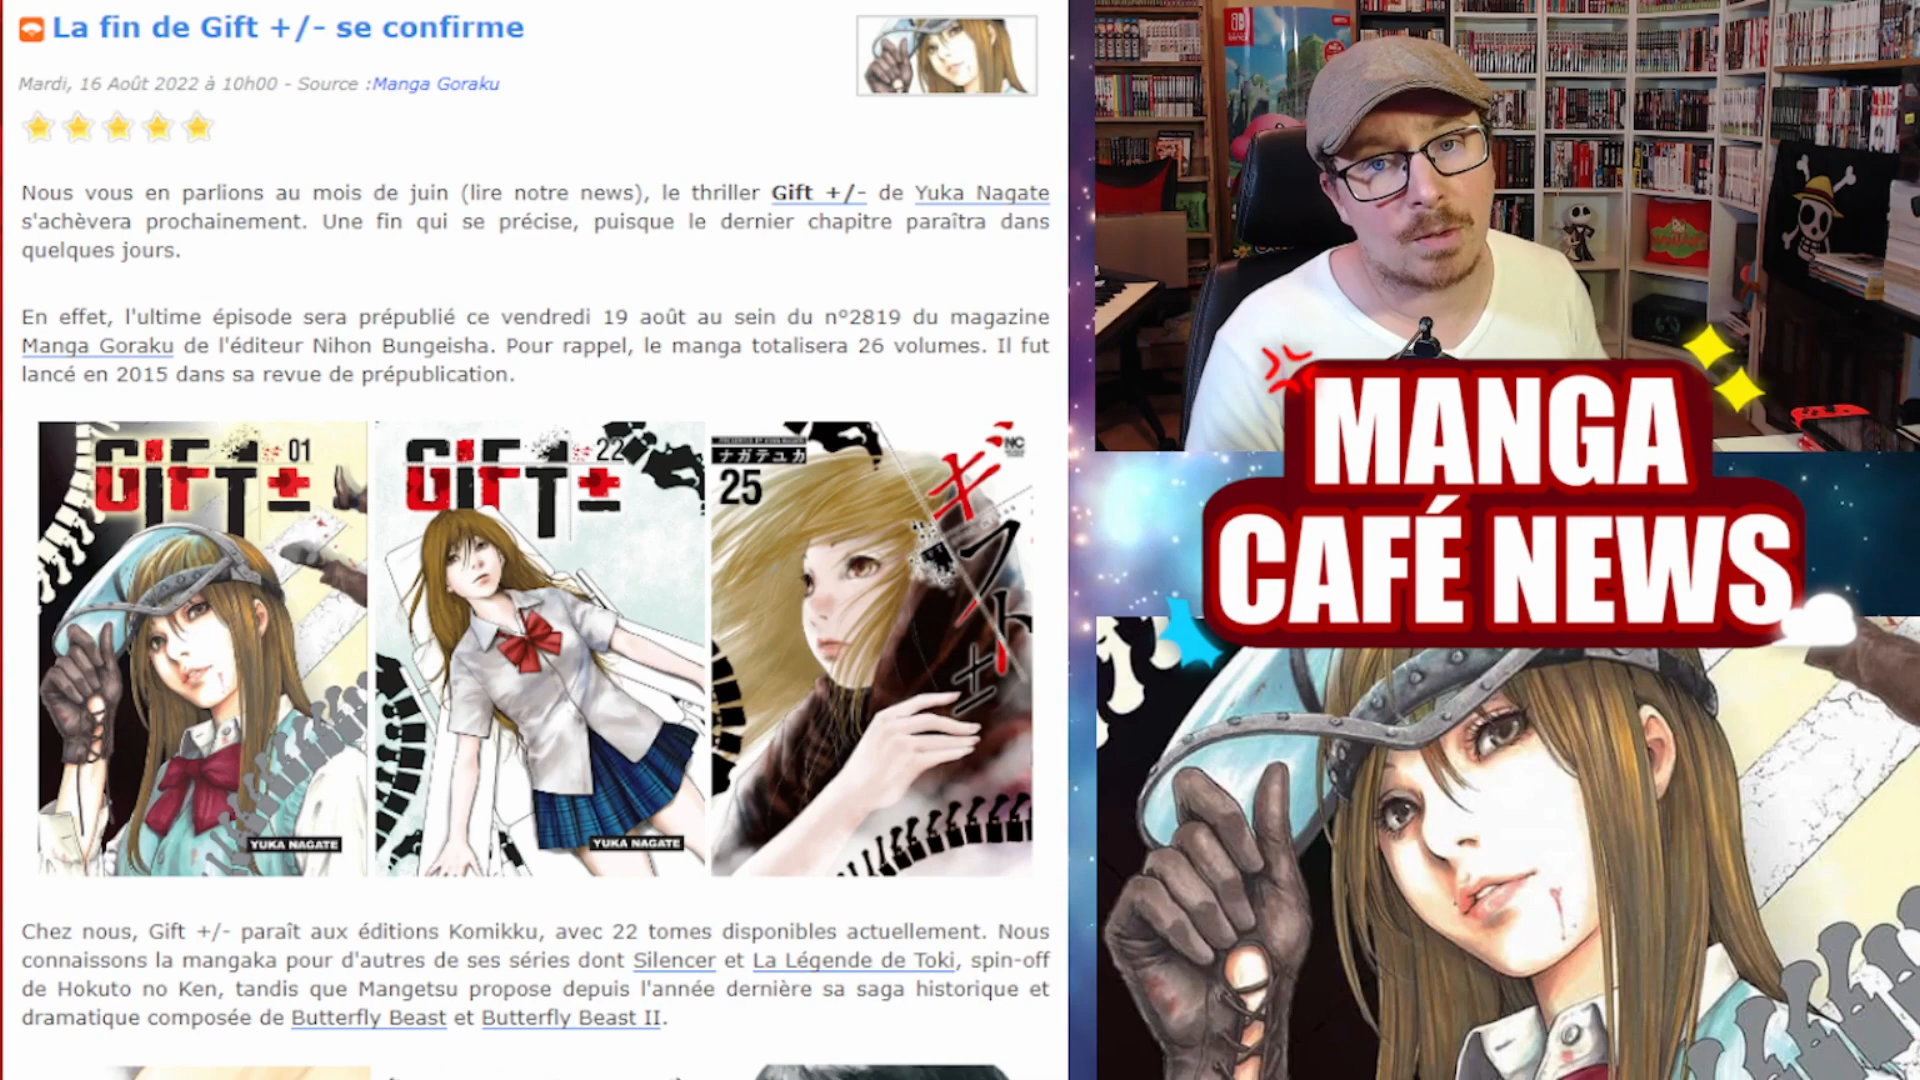 La fin de Gift +/- se confirme
Mardi, 16 Août 2022 à 10h00 - Source :Manga Goraku
Nous vous en parlions au mois de juin (lire notre news), le thriller Gift +/- de Yuka Nagate
s'achèvera prochainement. Une fin qui se précise, puisque le dernier chapitre paraîtra dans
quelques jours.
En effet, l'ultime épisode sera prépublié ce vendredi 19 août au sein du n°2819 du magazine
Manga Goraku de l'éditeur Nihon Bungeisha. Pour rappel, le manga totalisera 26 volumes. Il fut
lancé en 2015 dans sa revue de prépublication.
GIFT± 01
YUKA NAGATE
GIFT± 22
YUKA NAGATE
ナガテユカ
25
NC
ギフト±
Chez nous, Gift +/- paraît aux éditions Komikku, avec 22 tomes disponibles actuellement. Nous
connaissons la mangaka pour d'autres de ses séries dont Silencer et La Légende de Toki, spin-off
de Hokuto no Ken, tandis que Mangetsu propose depuis l'année dernière sa saga historique et
dramatique composée de Butterfly Beast et Butterfly Beast II.
MANGA
CAFÉ NEWS